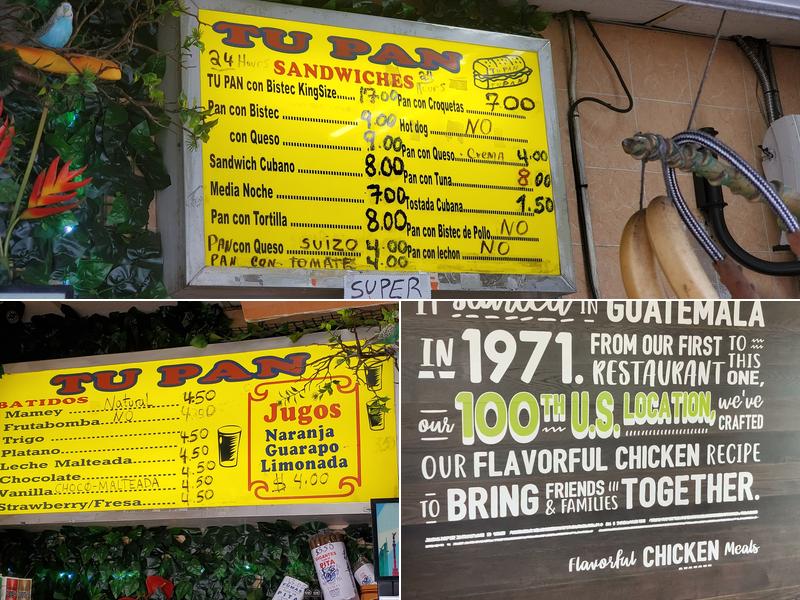 TU PAN
24 Hours
SANDWICHES 24 Hours
TU PAN con Bistec KingSize..... 17.00
Pan con Bistec ........ 9.00
con Queso ........ 9.00
Sandwich Cubano ........ 8.00
Media Noche ........ 7.00
Pan con Tortilla ........ 8.00
Pan con Queso ..... SUIZO 4.00
PAN CON TOMATE 4.00
Pan con Croquetas 7.00
Hot dog ..... NO
Pan con Queso... CREMA 4.00
Pan con Tuna........ 8.00
Tostada Cubana........ 1.50
Pan con Bistec de Pollo... NO
Pan con lechon ... NO
SUPER
TU PAN
BATIDOS
Mamey ........ Natural 4.50
Frutabomba..... NO
Trigo ........ 4.50
Platano........ 4.50
Leche Malteada........ 4.50
Chocolate........ 4.50
Vanilla CHOCO-MALTEADA 4.50
Strawberry/Fresa..... 4.50
Jugos
Naranja
Guarapo
Limonada
$ 4.00
PITA
IT started IN GUATEMALA
IN 1971. FROM OUR FIRST TO
RESTAURANT THIS ONE,
our 100TH U.S. LOCATION, we've CRAFTED
OUR FLAVORFUL CHICKEN RECIPE
TO BRING FRIENDS & FAMILIES TOGETHER.
Flavorful CHICKEN Meals